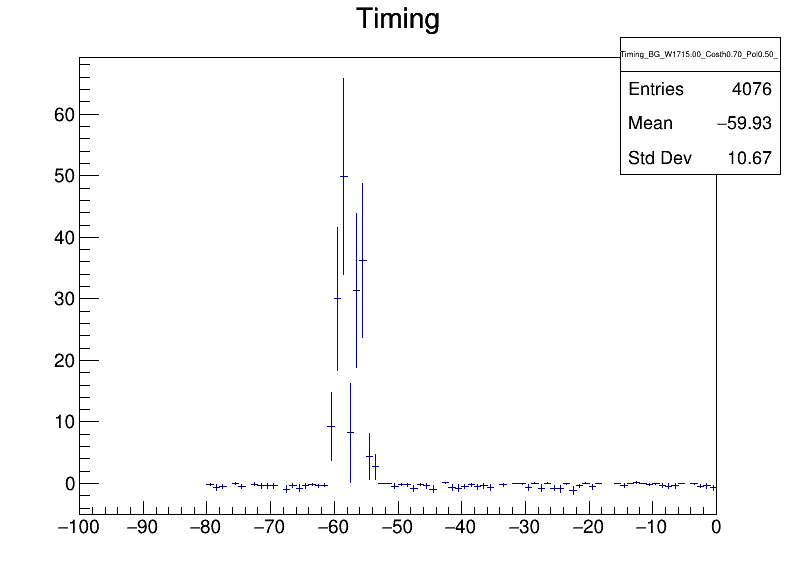 Timing
Timing_BG_W1715.00_Costh0.70_Pol0.50_
Entries 4076
Mean −59.93
Std Dev 10.67
60
50
40
30
20
10
0
−100 −90 −80 −70 −60 −50 −40 −30 −20 −10 0